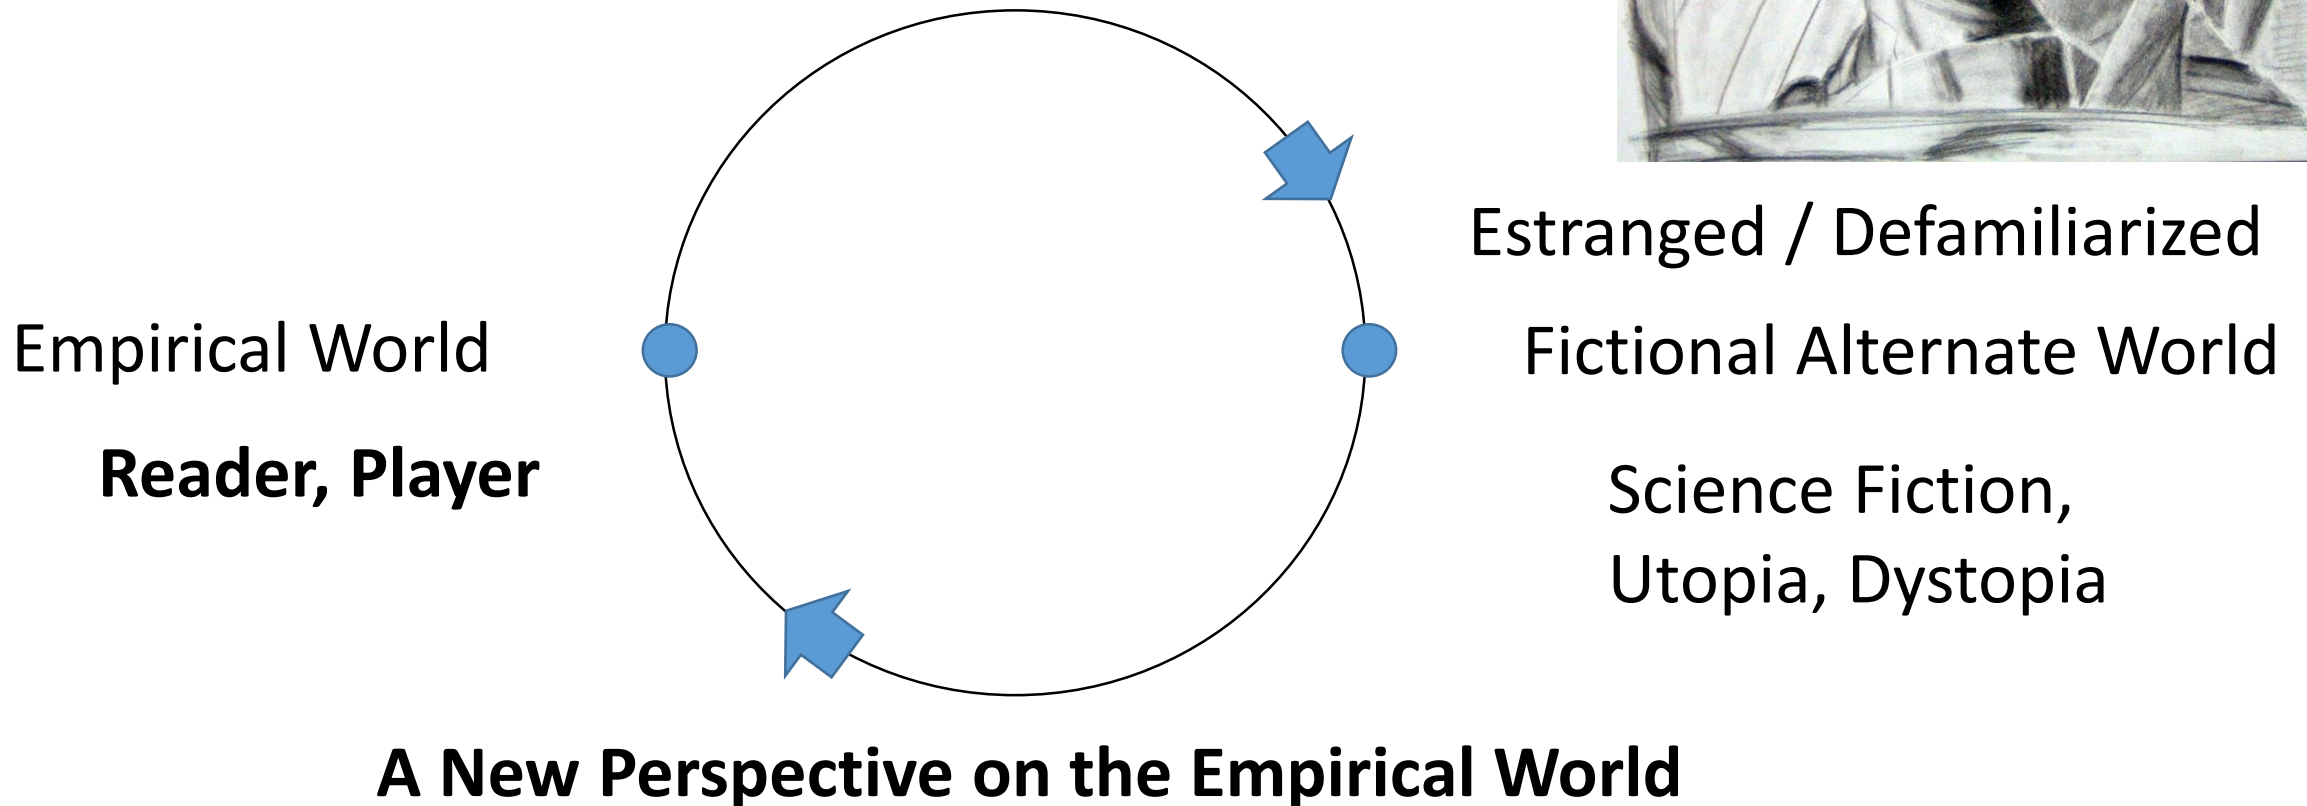 Empirical World
Reader, Player
Estranged / Defamiliarized
Fictional Alternate World
Science Fiction,
Utopia, Dystopia
A New Perspective on the Empirical World